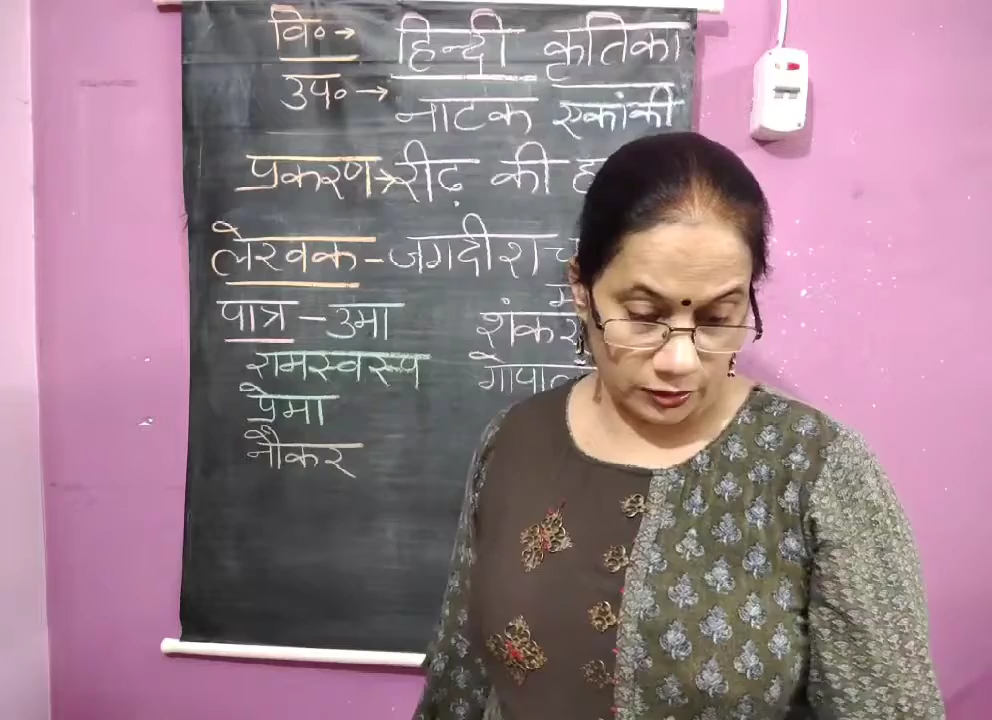 वि० → हिन्दी कृतिका
उप० → नाटक एकांकी
प्रकरण → रीढ़ की
लेखक - जगदीश
पात्र - उमा शंकर
रामस्वरूप
प्रेमा
नौकर